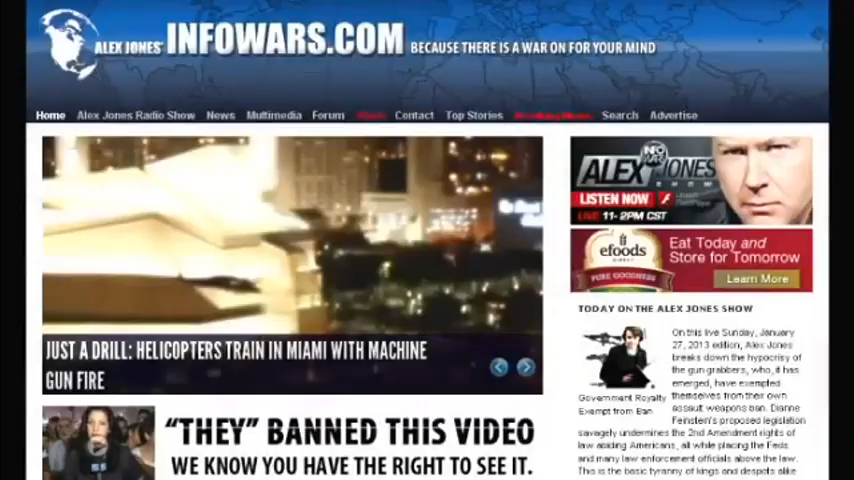 ALEX JONES' INFOWARS.COM BECAUSE THERE IS A WAR ON FOR YOUR MIND
Home Alex Jones Radio Show News Multimedia Forum Contact Top Stories Search Advertise
JUST A DRILL: HELICOPTERS TRAIN IN MIAMI WITH MACHINE
GUN FIRE
"THEY" BANNED THIS VIDEO
WE KNOW YOU HAVE THE RIGHT TO SEE IT.
INFO
WARS
ALEX JONES
SHOW
LISTEN NOW
LIVE 11-2PM CST
efoods
DIRECT
PURE GOODNESS
Eat Today and
Store for Tomorrow
Learn More
TODAY ON THE ALEX JONES SHOW
Government Royalty
Exempt from Ban
On this live Sunday, January
27, 2013 edition, Alex Jones
breaks down the hypocrisy of
the gun grabbers, who, it has
emerged, have exempted
themselves from their own
assault weapons ban. Dianne
Feinstein's proposed legislation
savagely undermines the 2nd Amendment rights of
law abiding Americans, all while placing the Feds
and many law enforcement officials above the law.
This is the basic tyranny of kings and despots alike